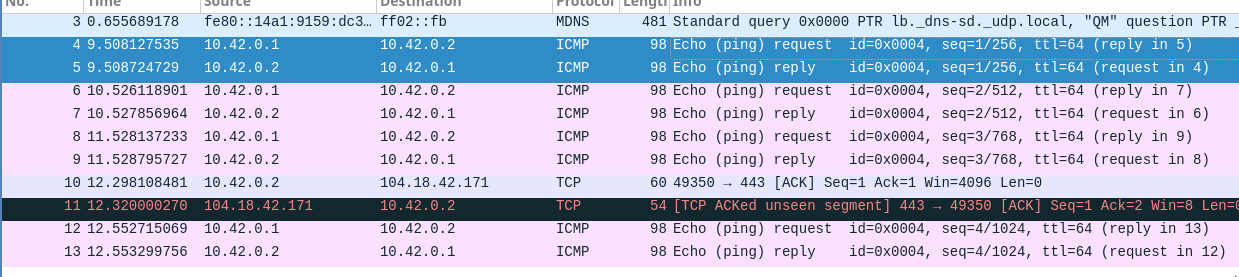 No. Time Source Destination Protocol Length Info
3 0.655689178 fe80::14a1:9159:dc3… ff02::fb MDNS 481 Standard query 0x0000 PTR lb._dns-sd._udp.local, "QM" question PTR _
4 9.508127535 10.42.0.1 10.42.0.2 ICMP 98 Echo (ping) request id=0x0004, seq=1/256, ttl=64 (reply in 5)
5 9.508724729 10.42.0.2 10.42.0.1 ICMP 98 Echo (ping) reply id=0x0004, seq=1/256, ttl=64 (request in 4)
6 10.526118901 10.42.0.1 10.42.0.2 ICMP 98 Echo (ping) request id=0x0004, seq=2/512, ttl=64 (reply in 7)
7 10.527856964 10.42.0.2 10.42.0.1 ICMP 98 Echo (ping) reply id=0x0004, seq=2/512, ttl=64 (request in 6)
8 11.528137233 10.42.0.1 10.42.0.2 ICMP 98 Echo (ping) request id=0x0004, seq=3/768, ttl=64 (reply in 9)
9 11.528795727 10.42.0.2 10.42.0.1 ICMP 98 Echo (ping) reply id=0x0004, seq=3/768, ttl=64 (request in 8)
10 12.298108481 10.42.0.2 104.18.42.171 TCP 60 49350 → 443 [ACK] Seq=1 Ack=1 Win=4096 Len=0
11 12.320000270 104.18.42.171 10.42.0.2 TCP 54 [TCP ACKed unseen segment] 443 → 49350 [ACK] Seq=1 Ack=2 Win=8 Len=0
12 12.552715069 10.42.0.1 10.42.0.2 ICMP 98 Echo (ping) request id=0x0004, seq=4/1024, ttl=64 (reply in 13)
13 12.553299756 10.42.0.2 10.42.0.1 ICMP 98 Echo (ping) reply id=0x0004, seq=4/1024, ttl=64 (request in 12)